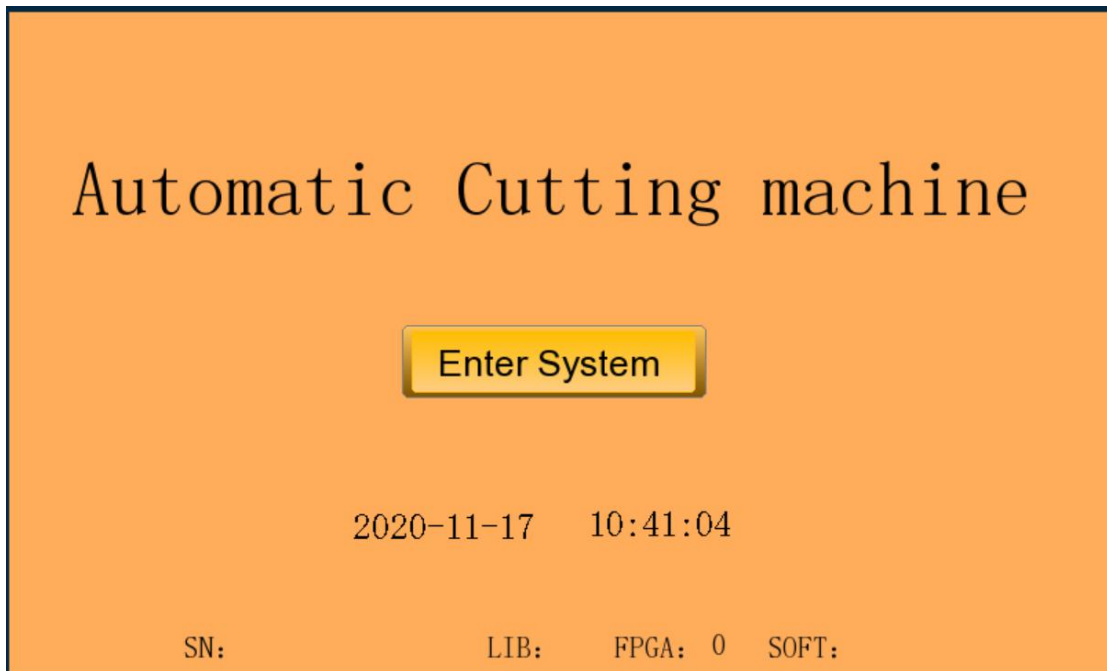 Automatic Cutting machine
Enter System
2020-11-17 10:41:04
SN: LIB: FPGA: 0 SOFT: